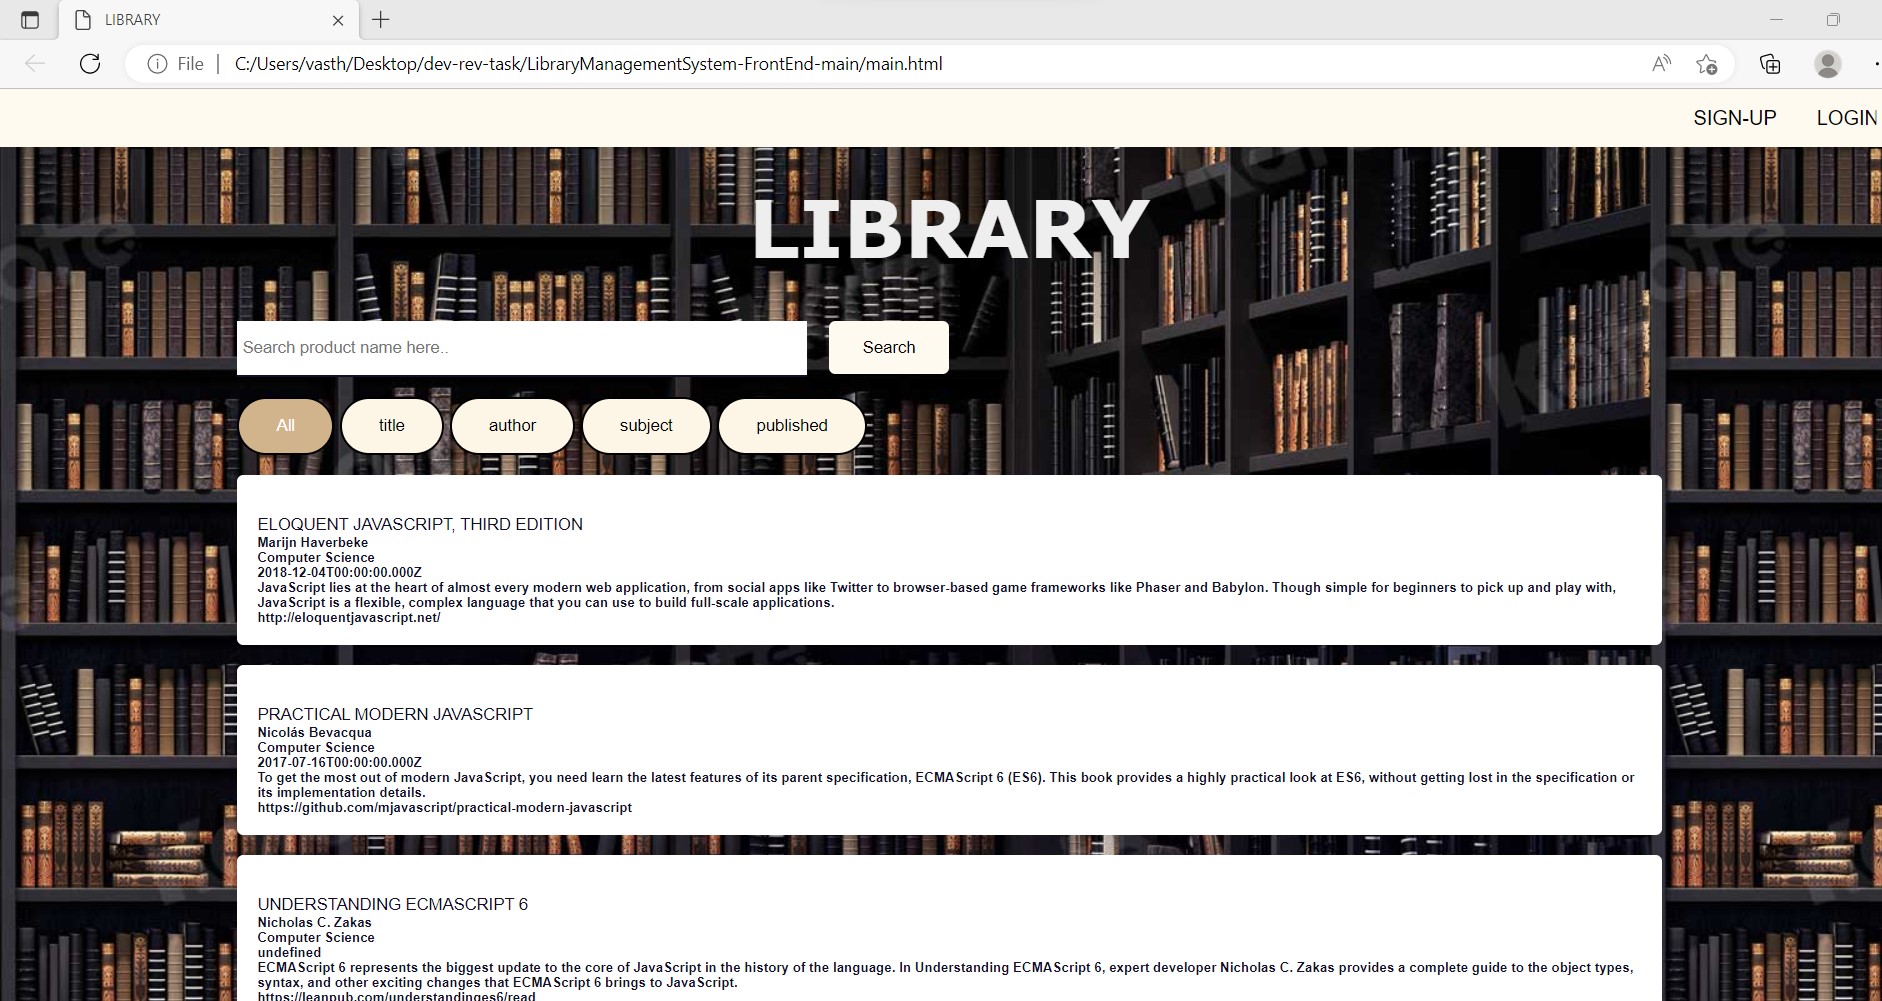 LIBRARY
File
C:/Users/vasth/Desktop/dev-rev-task/LibraryManagementSystem-FrontEnd-main/main.html
SIGN-UP LOGIN
LIBRARY
Search product name here..
Search
All title author subject published
ELOQUENT JAVASCRIPT, THIRD EDITION
Marijn Haverbeke
Computer Science
2018-12-04T00:00:00.000Z
JavaScript lies at the heart of almost every modern web application, from social apps like Twitter to browser-based game frameworks like Phaser and Babylon. Though simple for beginners to pick up and play with,
JavaScript is a flexible, complex language that you can use to build full-scale applications.
http://eloquentjavascript.net/
PRACTICAL MODERN JAVASCRIPT
Nicolás Bevacqua
Computer Science
2017-07-16T00:00:00.000Z
To get the most out of modern JavaScript, you need learn the latest features of its parent specification, ECMAScript 6 (ES6). This book provides a highly practical look at ES6, without getting lost in the specification or
its implementation details.
https://github.com/mjavascript/practical-modern-javascript
UNDERSTANDING ECMASCRIPT 6
Nicholas C. Zakas
Computer Science
undefined
ECMAScript 6 represents the biggest update to the core of JavaScript in the history of the language. In Understanding ECMAScript 6, expert developer Nicholas C. Zakas provides a complete guide to the object types,
syntax, and other exciting changes that ECMAScript 6 brings to JavaScript.
https://leanpub.com/understandinges6/read